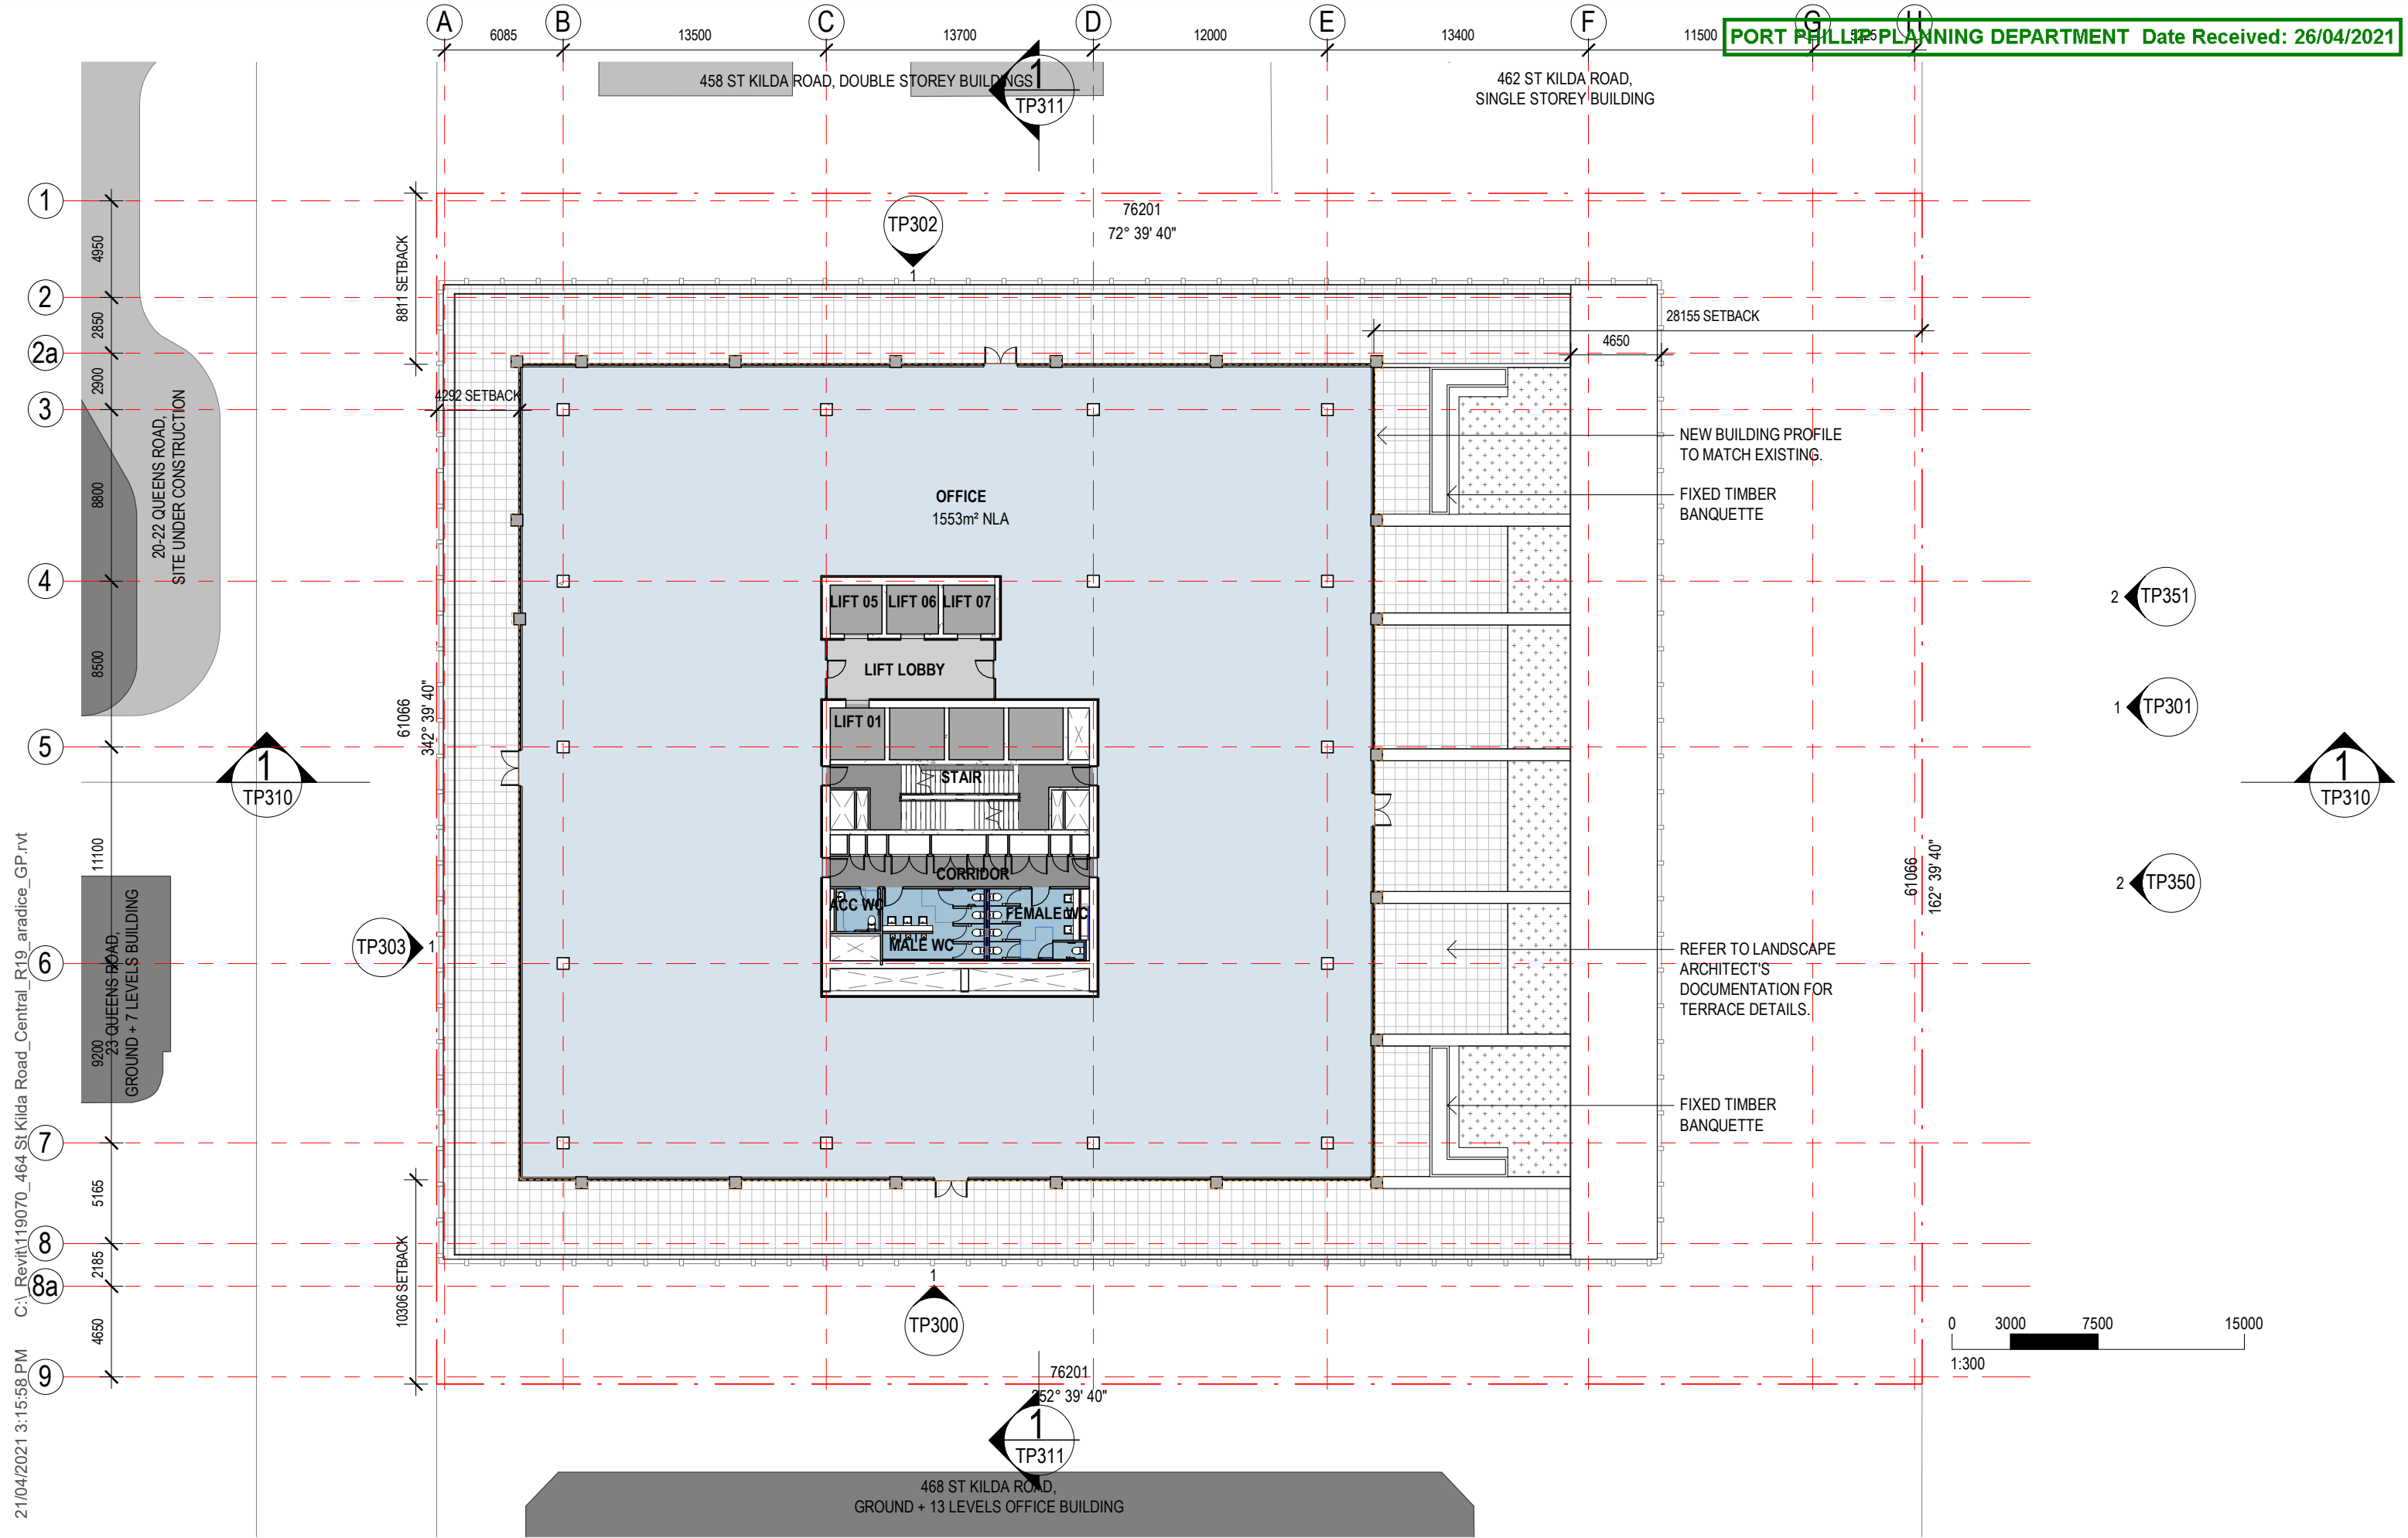 A
B
C
D
E
F
G
H
6085
13500
13700
12000
13400
11500
5225
PORT PHILLIP PLANNING DEPARTMENT Date Received: 26/04/2021
458 ST KILDA ROAD, DOUBLE STOREY BUILDINGS
1
TP311
462 ST KILDA ROAD,
SINGLE STOREY BUILDING
1
2
2a
3
4
5
6
7
8
8a
9
4950
2850
2900
8800
8500
11100
9200
5165
2185
4650
20-22 QUEENS ROAD,
SITE UNDER CONSTRUCTION
23 QUEENS ROAD,
GROUND + 7 LEVELS BUILDING
8811 SETBACK
TP302
1
76201
72° 39' 40"
28155 SETBACK
4650
4292 SETBACK
NEW BUILDING PROFILE
TO MATCH EXISTING.
FIXED TIMBER
BANQUETTE
OFFICE
1553m² NLA
LIFT 05
LIFT 06
LIFT 07
LIFT LOBBY
LIFT 01
STAIR
CORRIDOR
ACC WC
MALE WC
FEMALE WC
61066
342° 39' 40"
1
TP310
TP303
1
2
TP351
1
TP301
1
TP310
2
TP350
61066
162° 39' 40"
REFER TO LANDSCAPE
ARCHITECT'S
DOCUMENTATION FOR
TERRACE DETAILS.
FIXED TIMBER
BANQUETTE
10306 SETBACK
1
TP300
76201
252° 39' 40"
1
TP311
468 ST KILDA ROAD,
GROUND + 13 LEVELS OFFICE BUILDING
0
3000
7500
15000
1:300
21/04/2021 3:15:58 PM C:\_Revit\119070_464 St Kilda Road_Central_R19_aradice_GP.rvt